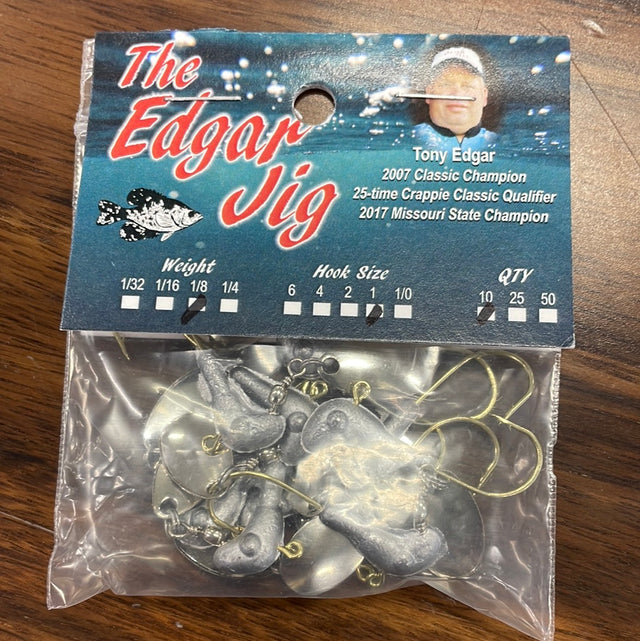 The
Edgar
Jig
Tony Edgar
2007 Classic Champion
25-time Crappie Classic Qualifier
2017 Missouri State Champion
Weight
1/32 1/16 1/8 1/4
Hook Size
6 4 2 1 1/0
QTY
10 25 50